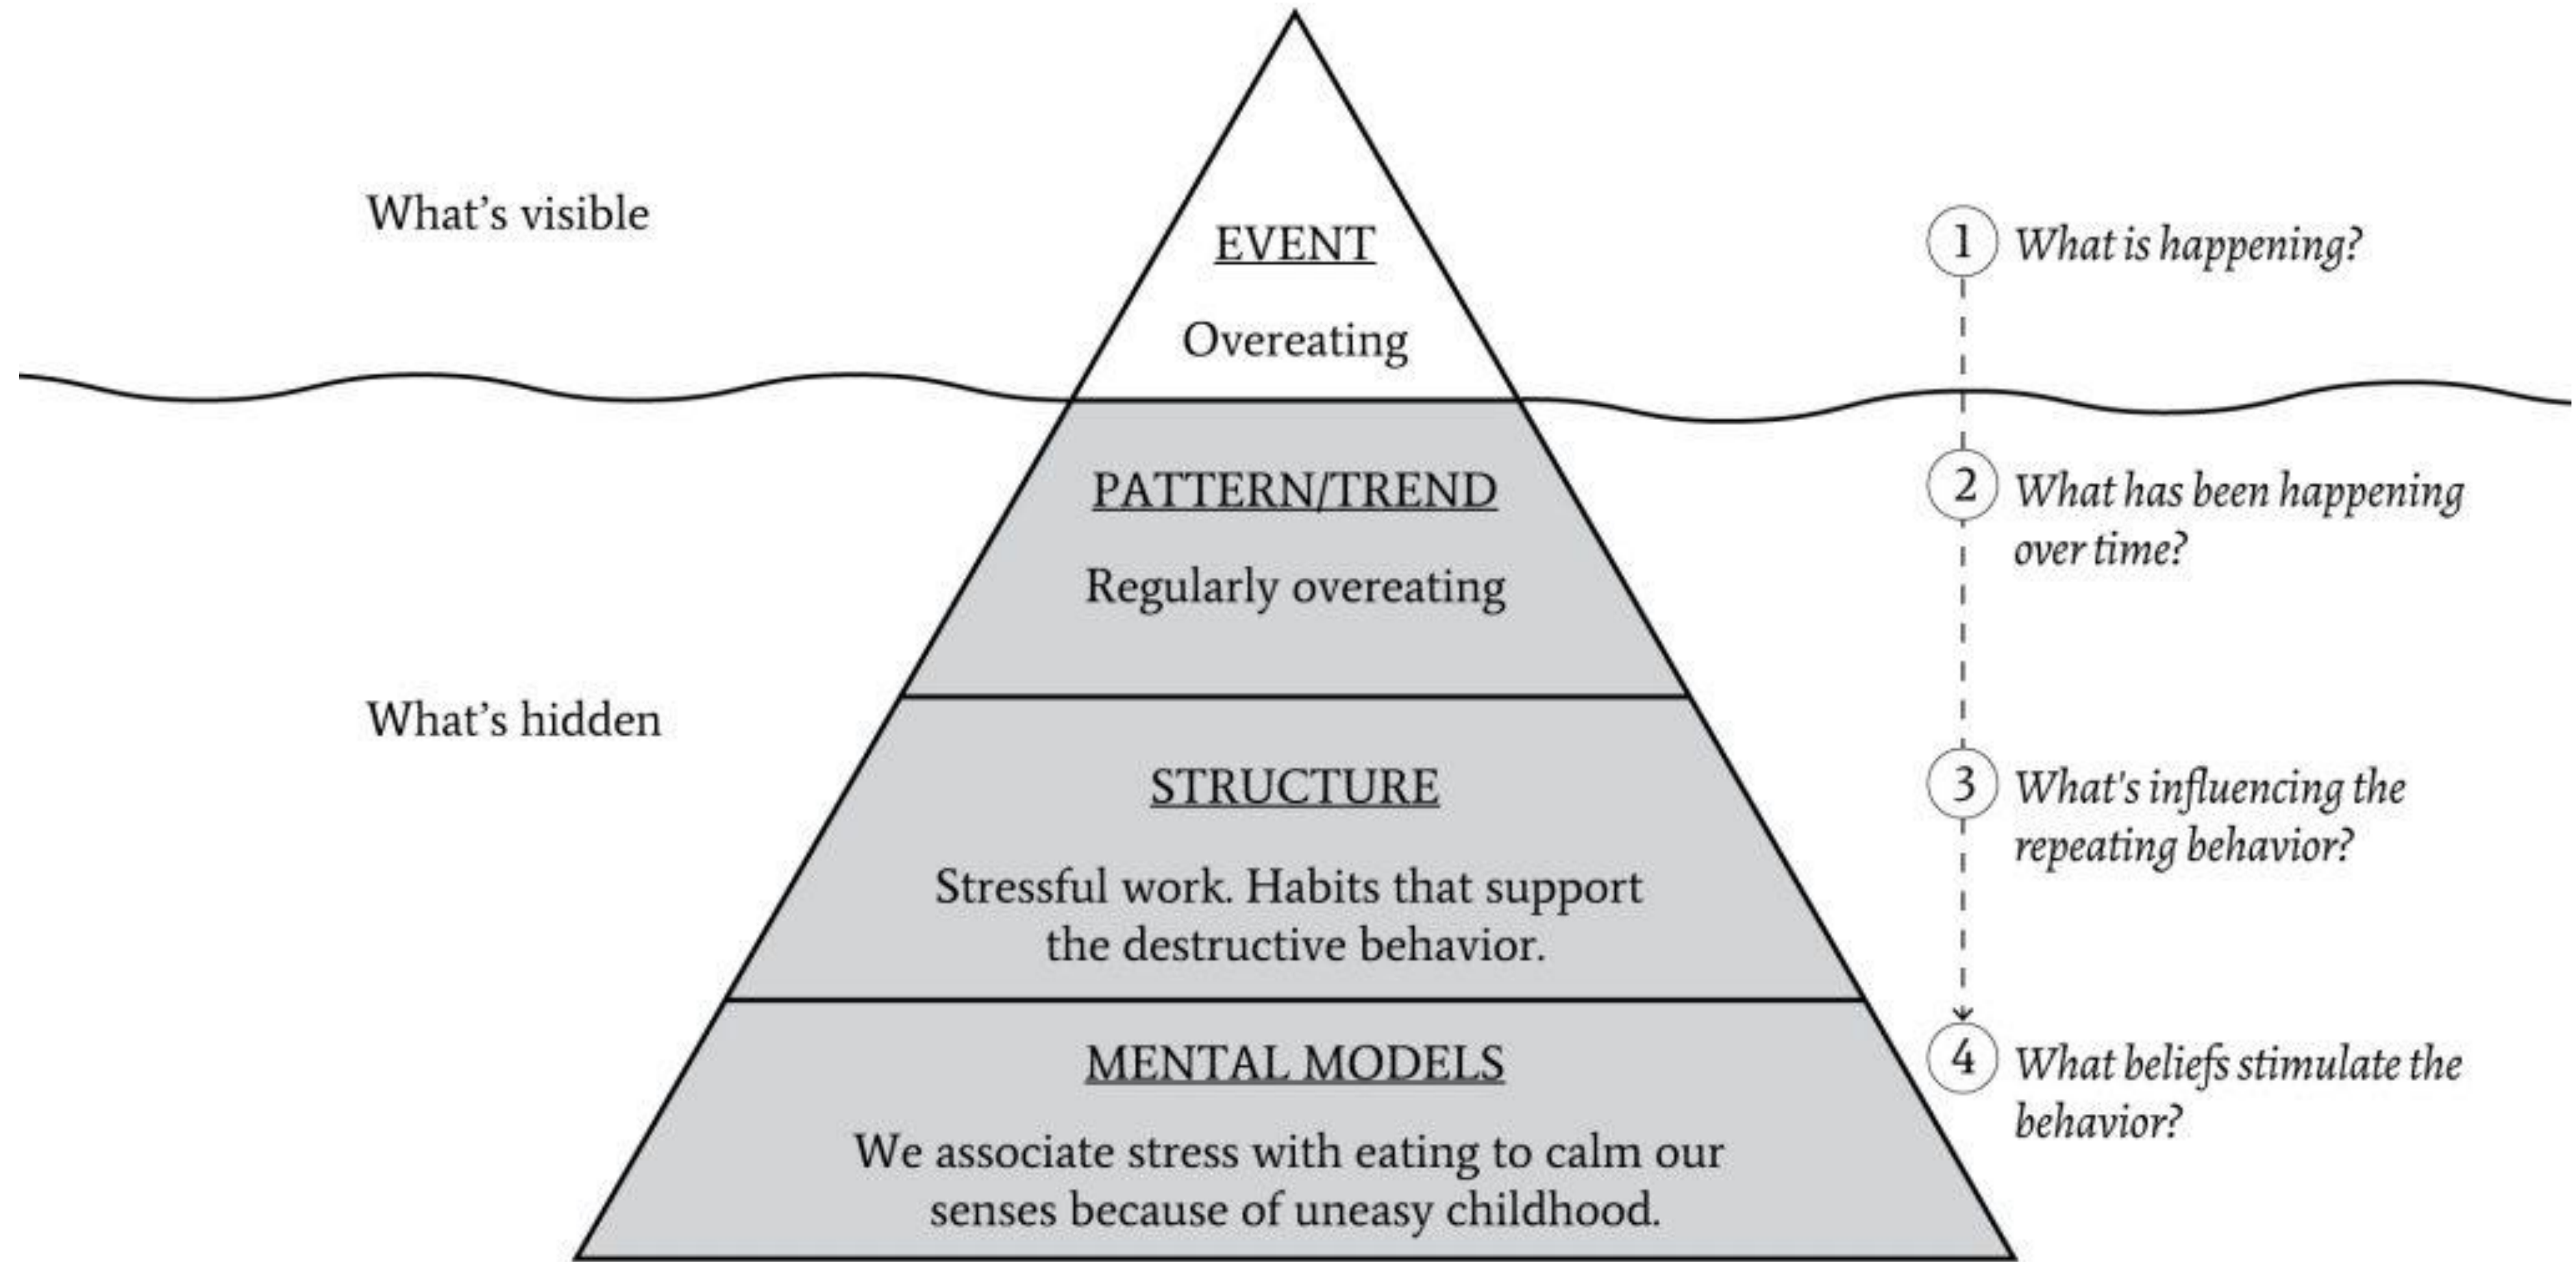 What's visible
EVENT
Overeating
1 What is happening?
PATTERN/TREND
Regularly overeating
2 What has been happening
over time?
What's hidden
STRUCTURE
Stressful work. Habits that support
the destructive behavior.
3 What's influencing the
repeating behavior?
MENTAL MODELS
We associate stress with eating to calm our
senses because of uneasy childhood.
4 What beliefs stimulate the
behavior?